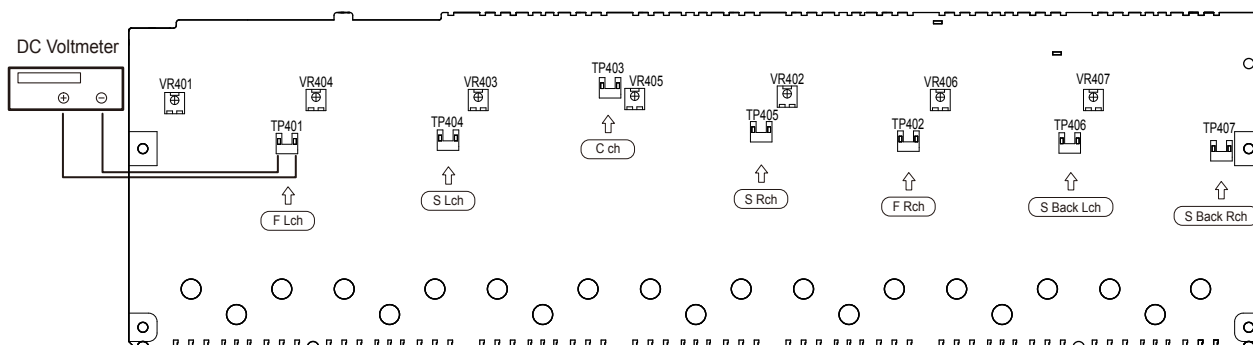 DC Voltmeter
VR401
VR404
VR403
TP403
VR405
VR402
VR406
VR407
TP401
TP404
TP405
TP402
TP406
TP407
C ch
S Lch
S Rch
F Rch
S Back Lch
F Lch
S Back Rch